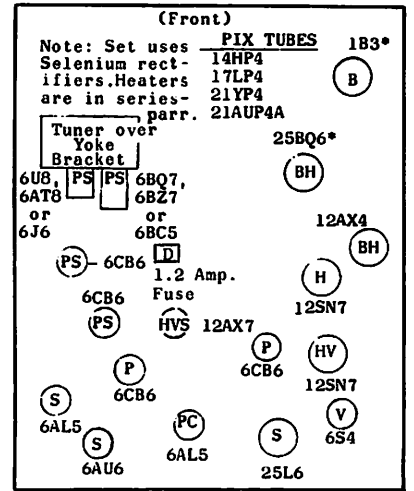 (Front)
Note: Set uses
Selenium rect-
ifiers.Heaters
are in series-
parr.
PIX TUBES
14HP4
17LP4
21YP4
21AUP4A
1B3*
B
Tuner over
Yoke
Bracket
25BQ6*
BH
6U8,
6AT8
or
6J6
PS
PS
6BQ7,
6BZ7
or
6BC5
12AX4
BH
PS
6CB6
D
1.2 Amp.
Fuse
H
12SN7
6CB6
PS
HVS
12AX7
P
6CB6
HV
12SN7
P
6CB6
S
6AL5
S
6AU6
PC
6AL5
S
25L6
V
6S4